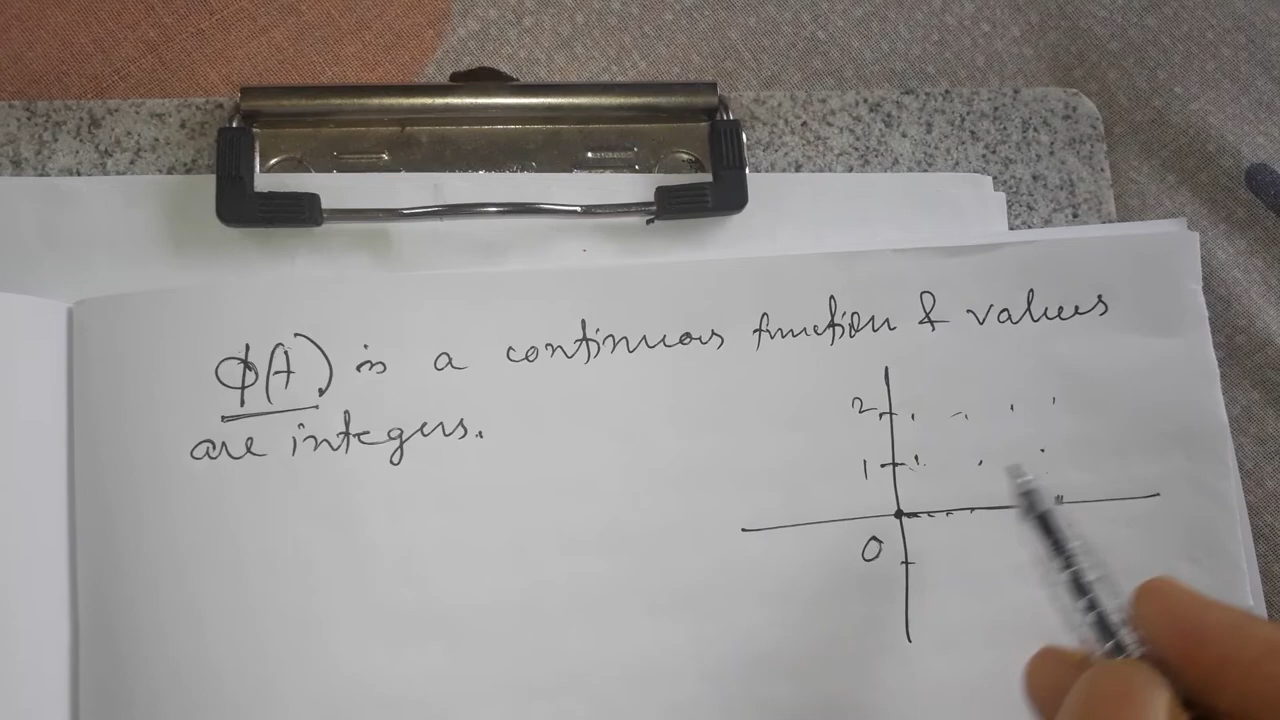 ϕ(A) is a continuous function & values
are integers.
2
1
0